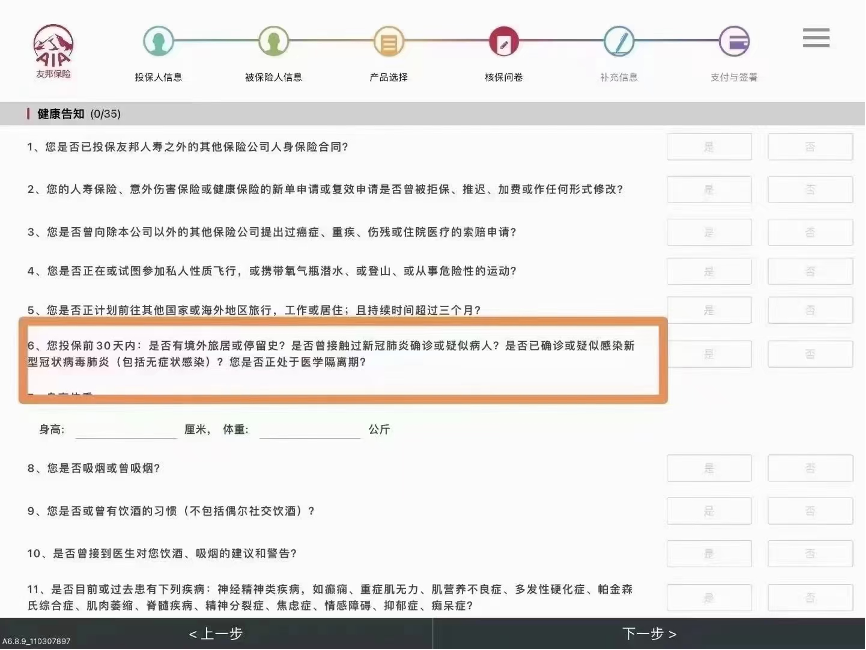 AIA
友邦保险
投保人信息
被保险人信息
产品选择
核保问卷
补充信息
支付与签署
健康告知 (0/35)
1、您是否已投保友邦人寿之外的其他保险公司人身保险合同? 是 否
2、您的人寿保险、意外伤害保险或健康保险的新单申请或复效申请是否曾被拒保、推迟、加费或作任何形式修改? 是 否
3、您是否曾向除本公司以外的其他保险公司提出过癌症、重疾、伤残或住院医疗的索赔申请? 是 否
4、您是否正在或试图参加私人性质飞行，或携带氧气瓶潜水、或登山、或从事危险性的运动? 是 否
5、您是否正计划前往其他国家或海外地区旅行，工作或居住；且持续时间超过三个月? 是 否
6、您投保前30天内：是否有境外旅居或停留史？是否曾接触过新冠肺炎确诊或疑似病人？是否已确诊或疑似感染新
型冠状病毒肺炎（包括无症状感染）？您是否正处于医学隔离期? 是 否
身高: 厘米, 体重: 公斤
8、您是否吸烟或曾吸烟? 是 否
9、您是否或曾有饮酒的习惯（不包括偶尔社交饮酒）? 是 否
10、是否曾接到医生对您饮酒、吸烟的建议和警告? 是 否
11、是否目前或过去患有下列疾病：神经精神类疾病，如癫痫、重症肌无力、肌营养不良症、多发性硬化症、帕金森
氏综合症、肌肉萎缩、脊髓疾病、精神分裂症、焦虑症、情感障碍、抑郁症、痴呆症? 是 否
A6.8.9_110307897
< 上一步
下一步 >